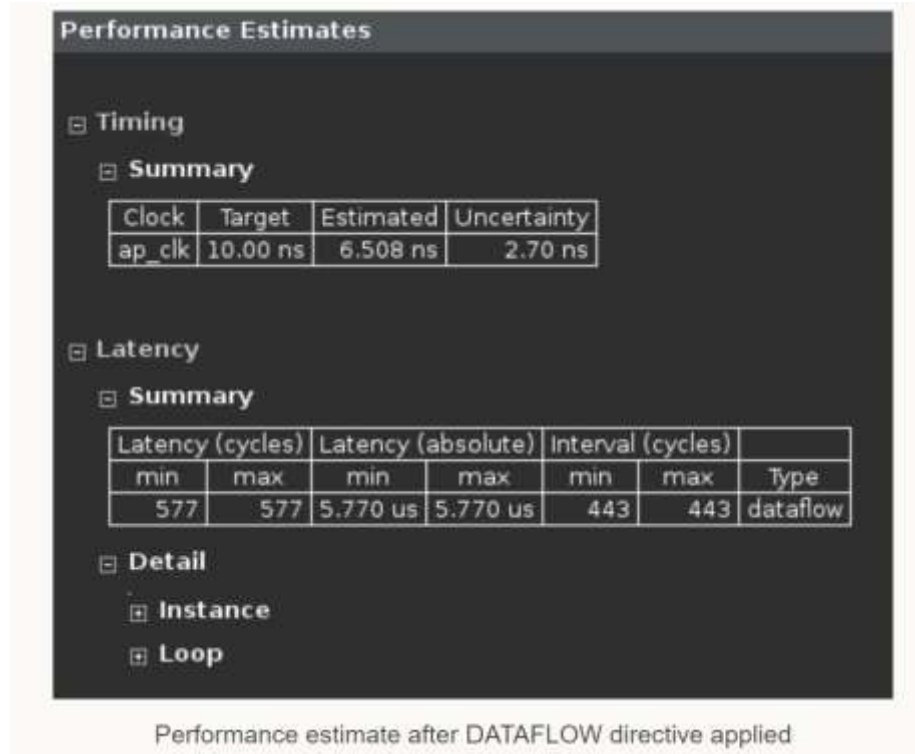 Performance Estimates
Timing
Summary
Clock Target Estimated Uncertainty
ap_clk 10.00 ns 6.508 ns 2.70 ns
Latency
Summary
Latency (cycles) Latency (absolute) Interval (cycles)
min max min max min max Type
577 577 5.770 us 5.770 us 443 443 dataflow
Detail
Instance
Loop
Performance estimate after DATAFLOW directive applied